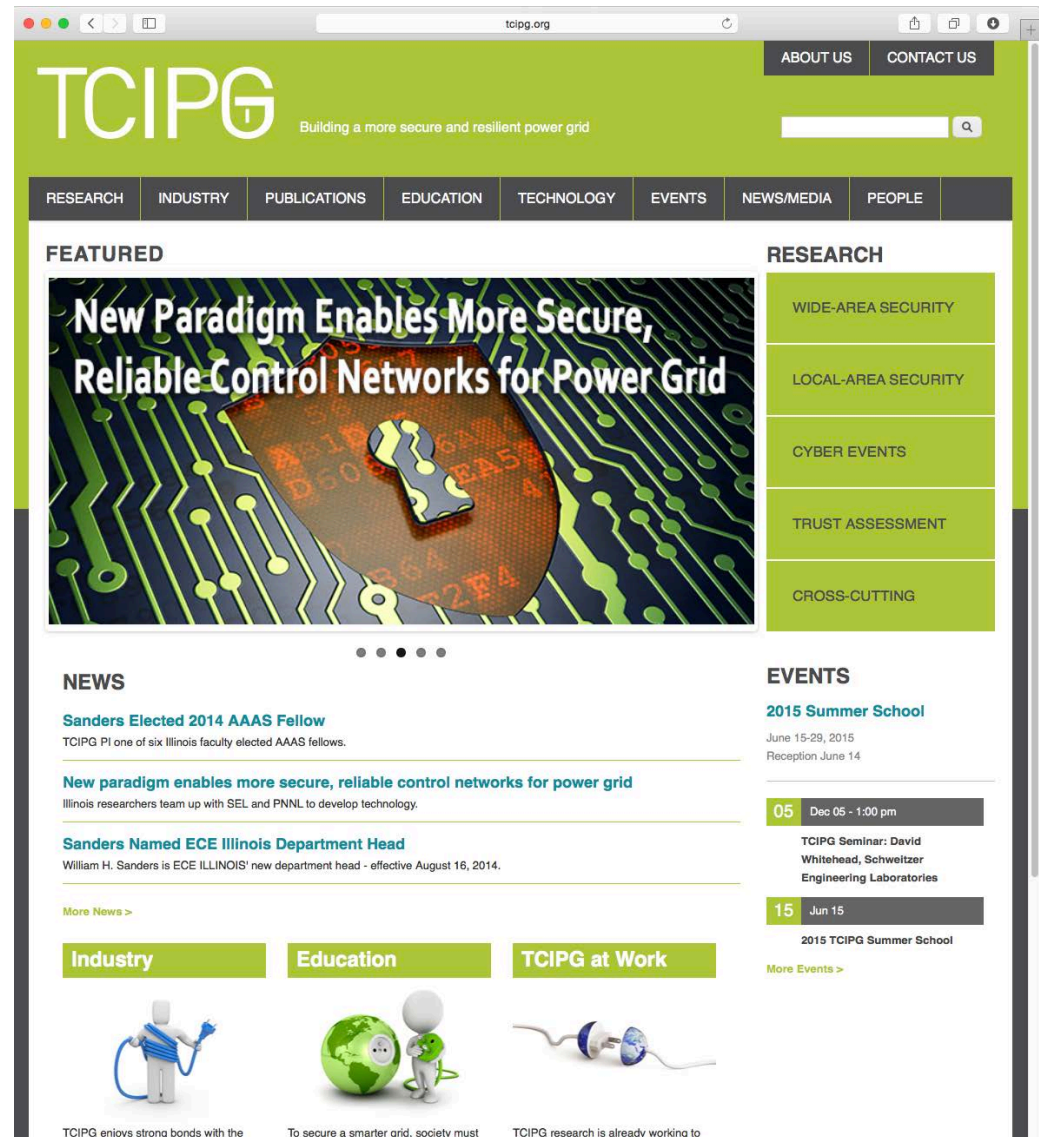 tcipg.org
ABOUT US
CONTACT US
TCIPG
Building a more secure and resilient power grid
RESEARCH
INDUSTRY
PUBLICATIONS
EDUCATION
TECHNOLOGY
EVENTS
NEWS/MEDIA
PEOPLE
FEATURED
New Paradigm Enables More Secure,
Reliable Control Networks for Power Grid
RESEARCH
WIDE-AREA SECURITY
LOCAL-AREA SECURITY
CYBER EVENTS
TRUST ASSESSMENT
CROSS-CUTTING
NEWS
Sanders Elected 2014 AAAS Fellow
TCIPG PI one of six Illinois faculty elected AAAS fellows.
New paradigm enables more secure, reliable control networks for power grid
Illinois researchers team up with SEL and PNNL to develop technology.
Sanders Named ECE Illinois Department Head
William H. Sanders is ECE ILLINOIS' new department head - effective August 16, 2014.
More News >
EVENTS
2015 Summer School
June 15-29, 2015
Reception June 14
05 Dec 05 - 1:00 pm
TCIPG Seminar: David
Whitehead, Schweitzer
Engineering Laboratories
15 Jun 15
2015 TCIPG Summer School
More Events >
Industry
TCIPG enjoys strong bonds with the
Education
To secure a smarter grid, society must
TCIPG at Work
TCIPG research is already working to